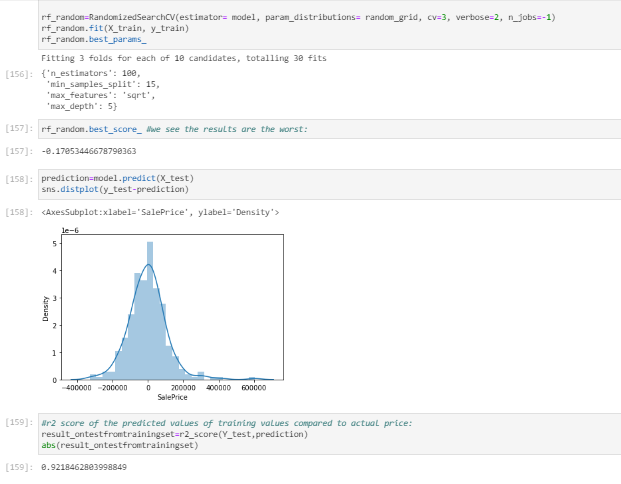 rf_random=RandomizedSearchCV(estimator= model, param_distributions= random_grid, cv=3, verbose=2, n_jobs=-1)
rf_random.fit(X_train, y_train)
rf_random.best_params_
Fitting 3 folds for each of 10 candidates, totalling 30 fits
[156]: {'n_estimators': 100,
'min_samples_split': 15,
'max_features': 'sqrt',
'max_depth': 5}
[157]: rf_random.best_score_ #we see the results are the worst:
[157]: -0.17053446678790363
[158]: prediction=model.predict(X_test)
sns.distplot(y_test-prediction)
[158]: <AxesSubplot:xlabel='SalePrice', ylabel='Density'>
1e-6
5
4
3
2
1
0
Density
-400000 -200000 0 200000 400000 600000
SalePrice
[159]: #r2 score of the predicted values of training values compared to actual price:
result_ontestfromtrainingset=r2_score(Y_test,prediction)
abs(result_ontestfromtrainingset)
[159]: 0.9218462803998849